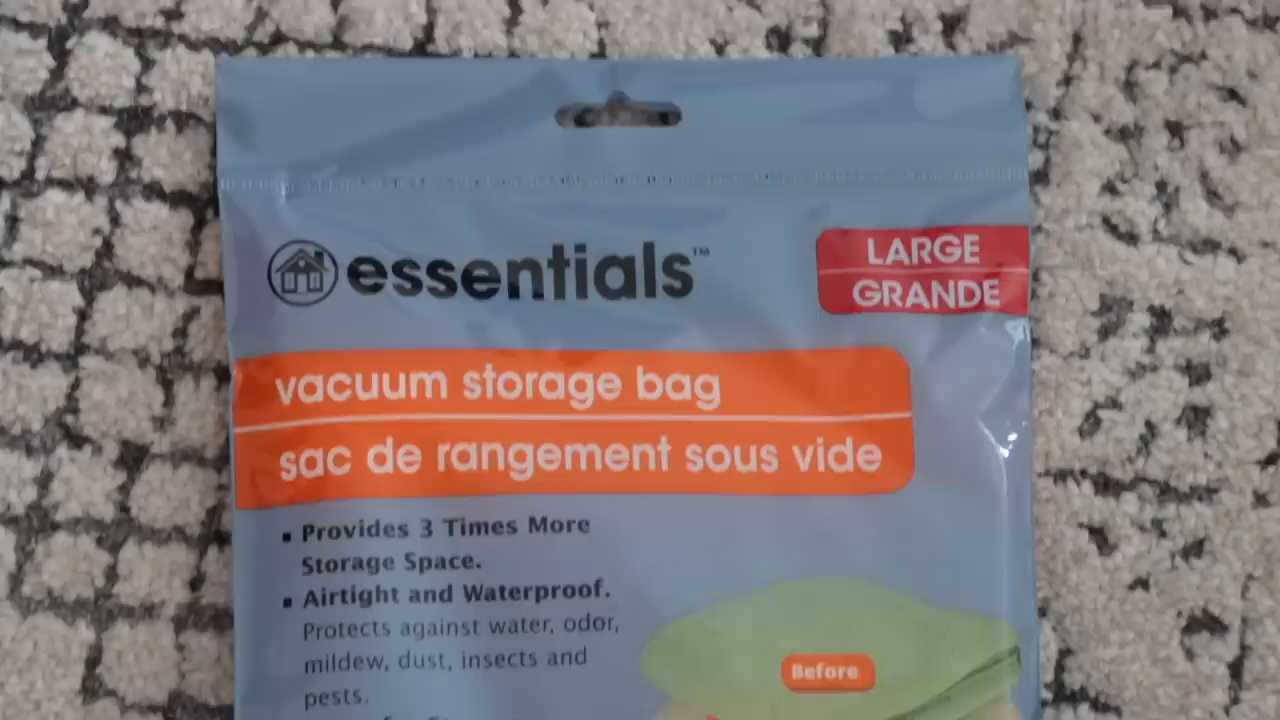 essentials™
LARGE
GRANDE
vacuum storage bag
sac de rangement sous vide
▪ Provides 3 Times More
Storage Space.
▪ Airtight and Waterproof.
Protects against water, odor,
mildew, dust, insects and
pests.
Before